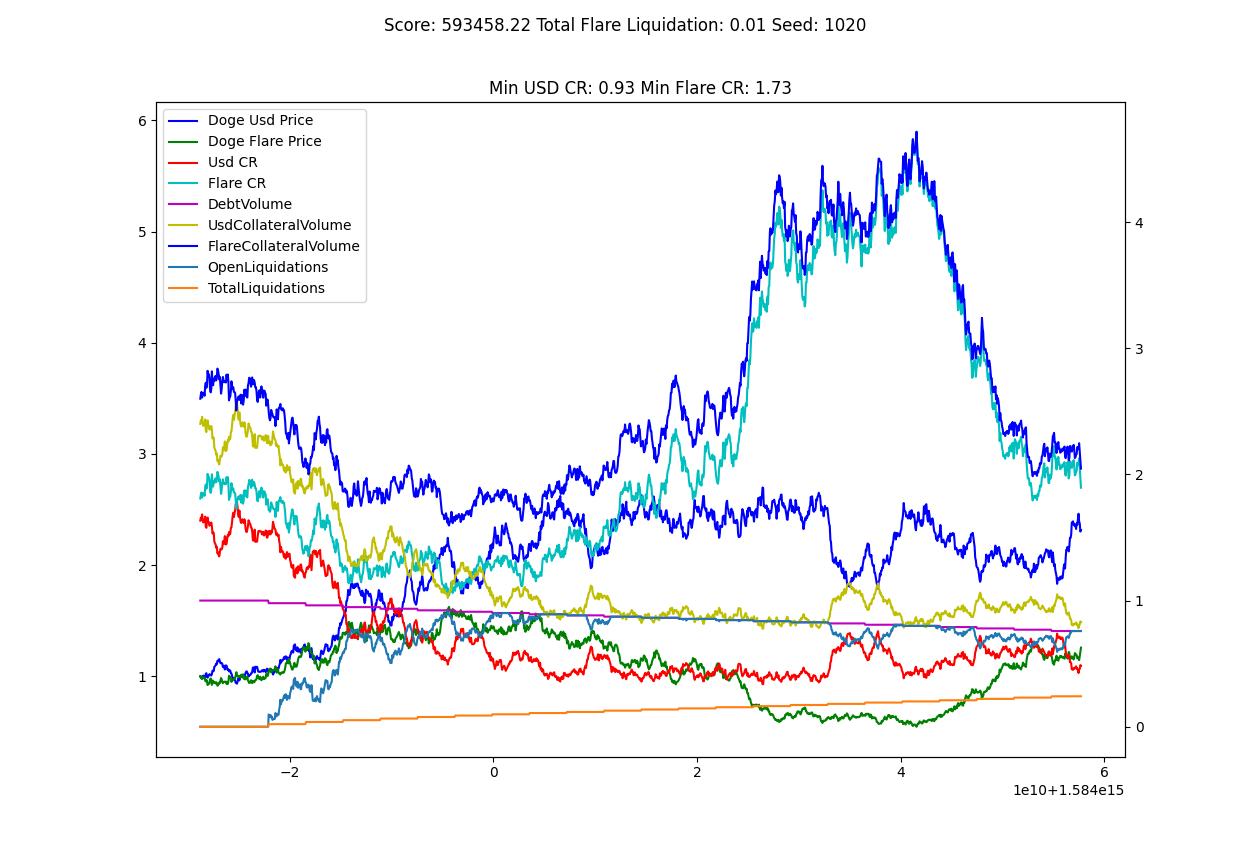 Score: 593458.22 Total Flare Liquidation: 0.01 Seed: 1020
Min USD CR: 0.93 Min Flare CR: 1.73
Doge Usd Price
Doge Flare Price
Usd CR
Flare CR
DebtVolume
UsdCollateralVolume
FlareCollateralVolume
OpenLiquidations
TotalLiquidations
6
5
4
3
2
1
4
3
2
1
0
−2
0
2
4
6
1e10+1.584e15